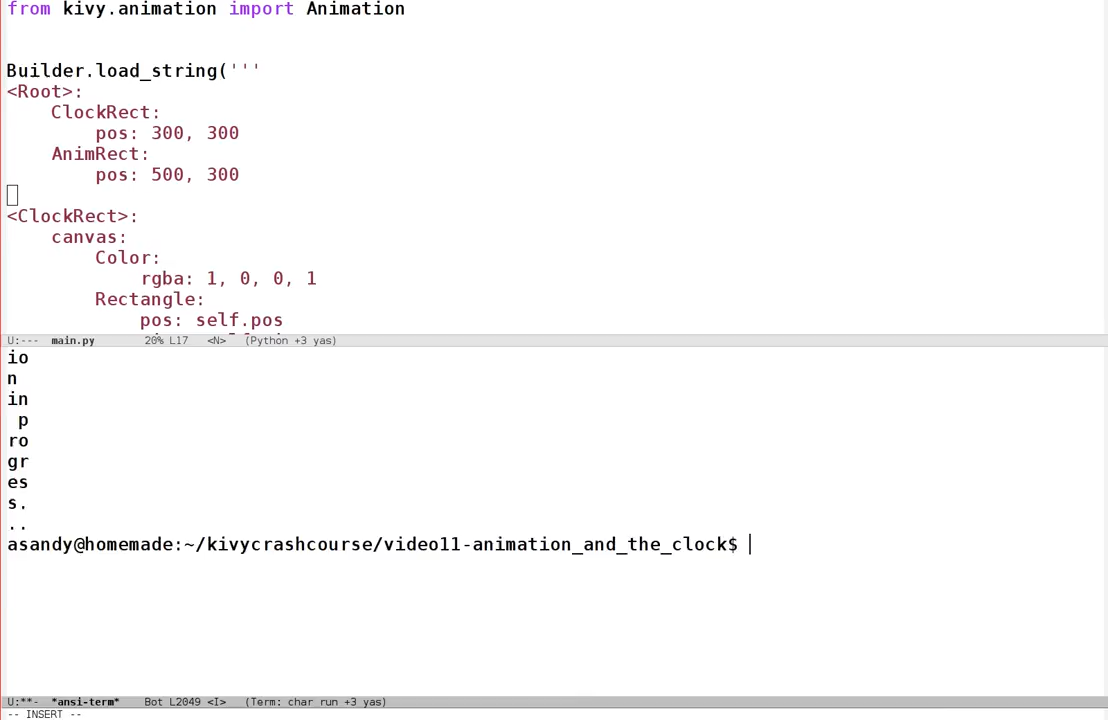 from kivy.animation import Animation
Builder.load_string('''
<Root>:
    ClockRect:
        pos: 300, 300
    AnimRect:
        pos: 500, 300
<ClockRect>:
    canvas:
        Color:
            rgba: 1, 0, 0, 1
        Rectangle:
            pos: self.pos
U:--- main.py 20% L17 <N> (Python +3 yas)
io
n
in
 p
ro
gr
es
s.
..
asandy@homemade:~/kivycrashcourse/video11-animation_and_the_clock$
U:**- *ansi-term* Bot L2049 <I> (Term: char run +3 yas)
-- INSERT --